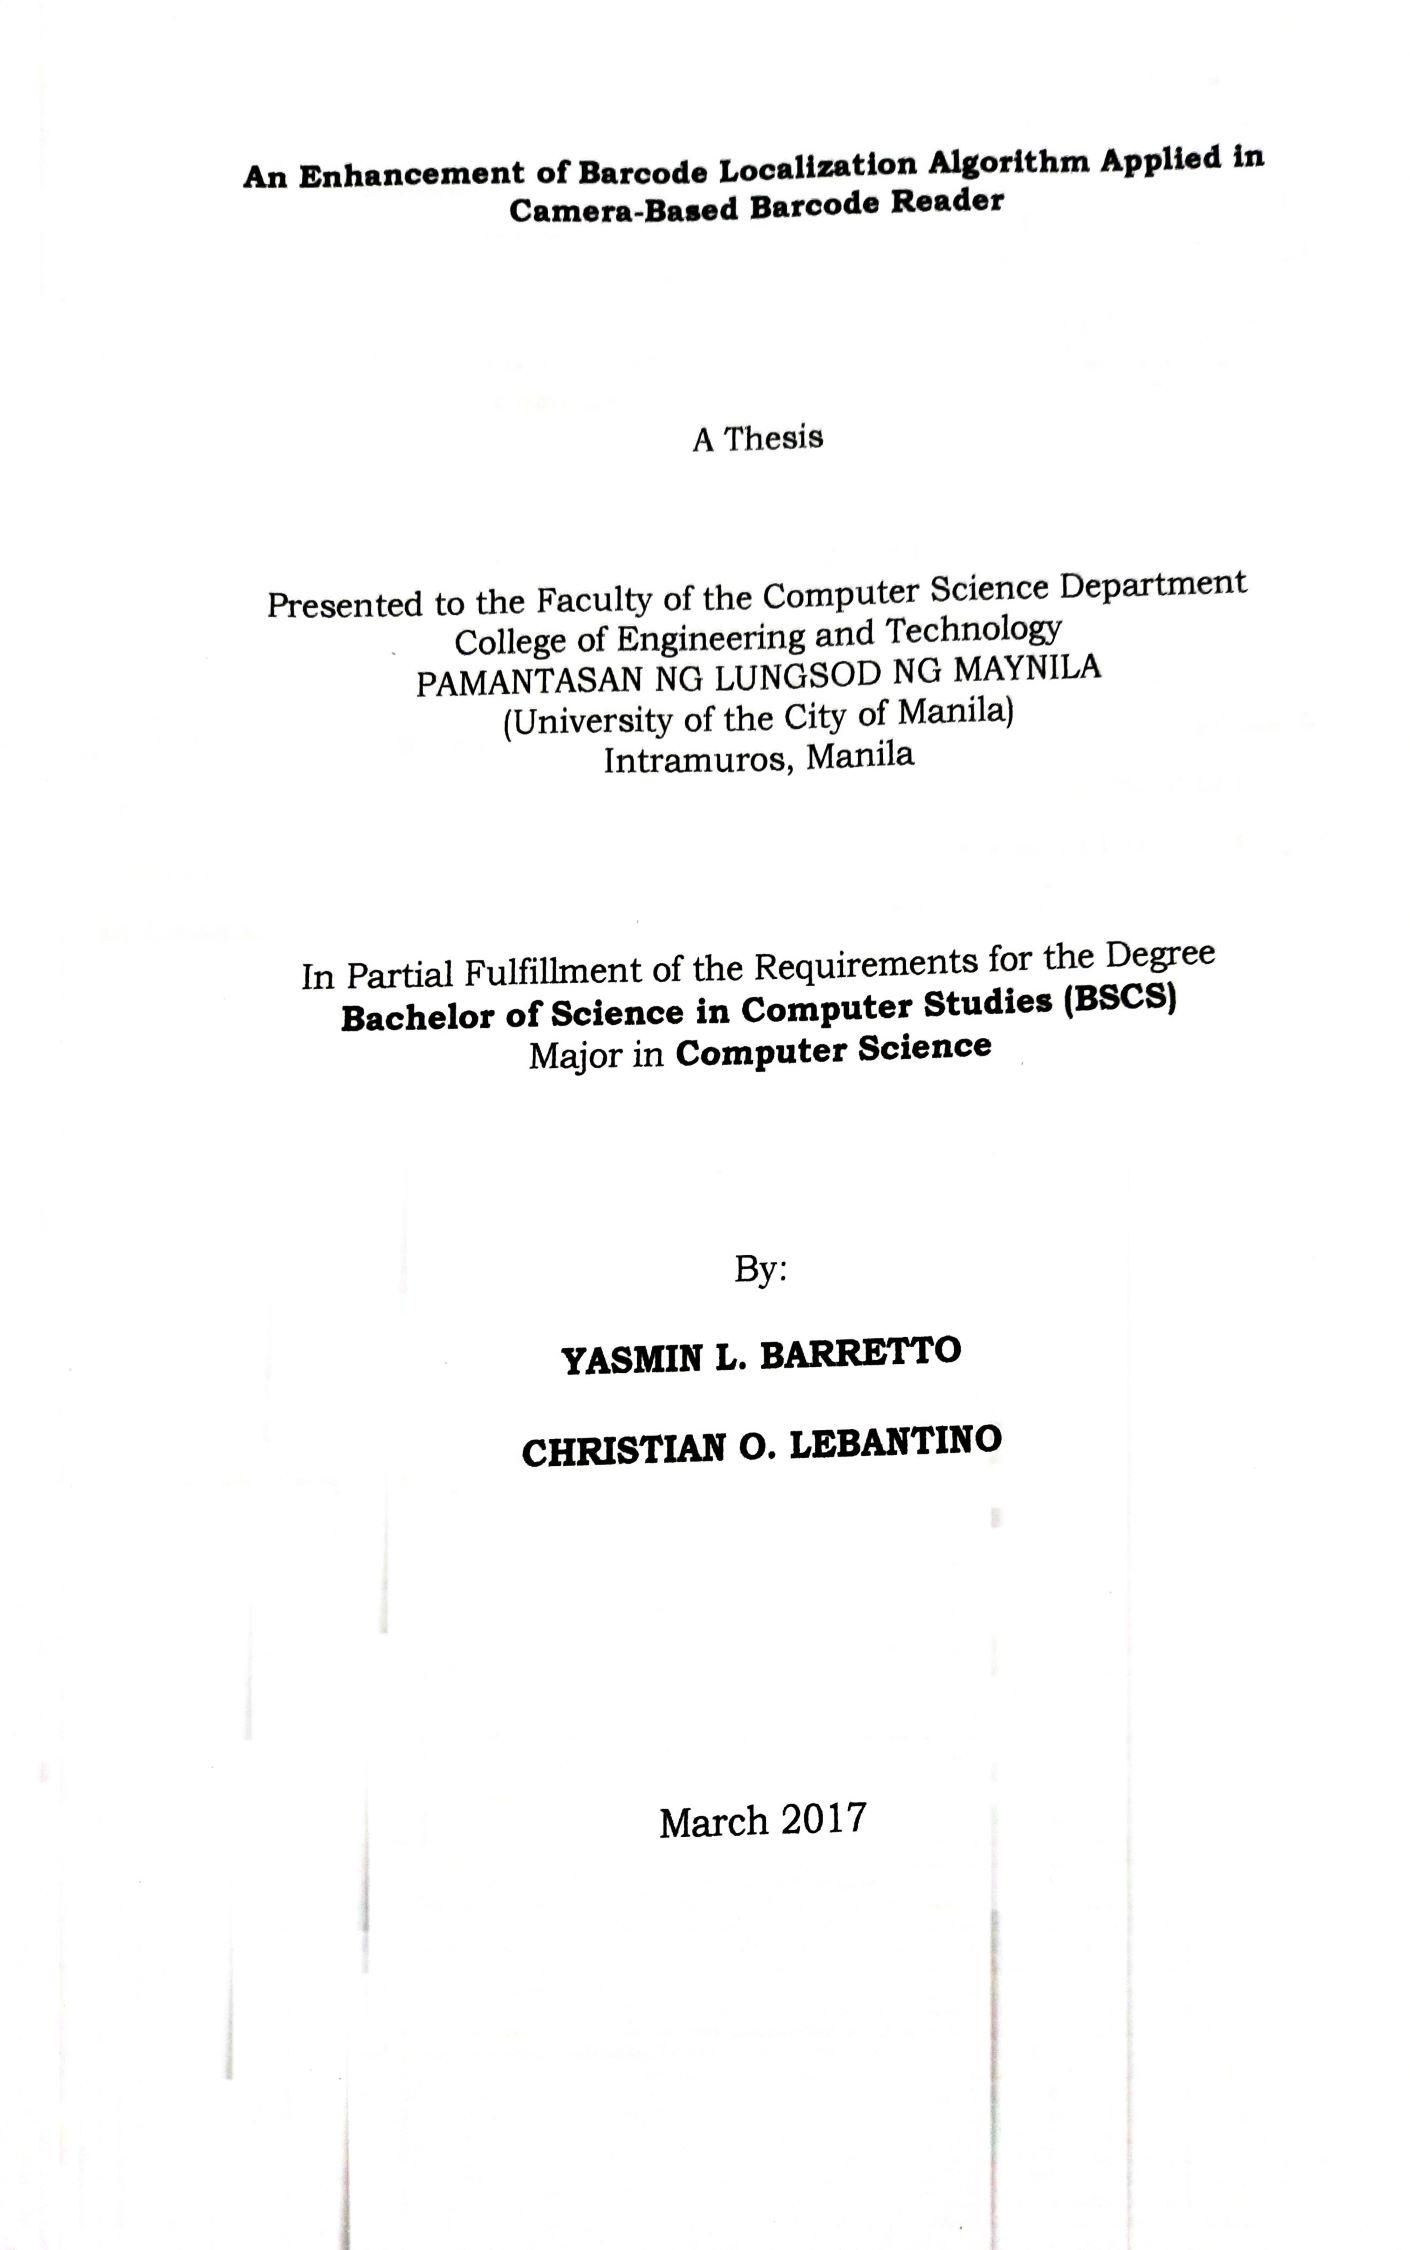 An Enhancement of Barcode Localization Algorithm Applied in
Camera-Based Barcode Reader
A Thesis
Presented to the Faculty of the Computer Science Department
College of Engineering and Technology
PAMANTASAN NG LUNGSOD NG MAYNILA
(University of the City of Manila)
Intramuros, Manila
In Partial Fulfillment of the Requirements for the Degree
Bachelor of Science in Computer Studies (BSCS)
Major in Computer Science
By:
YASMIN L. BARRETTO
CHRISTIAN O. LEBANTINO
March 2017